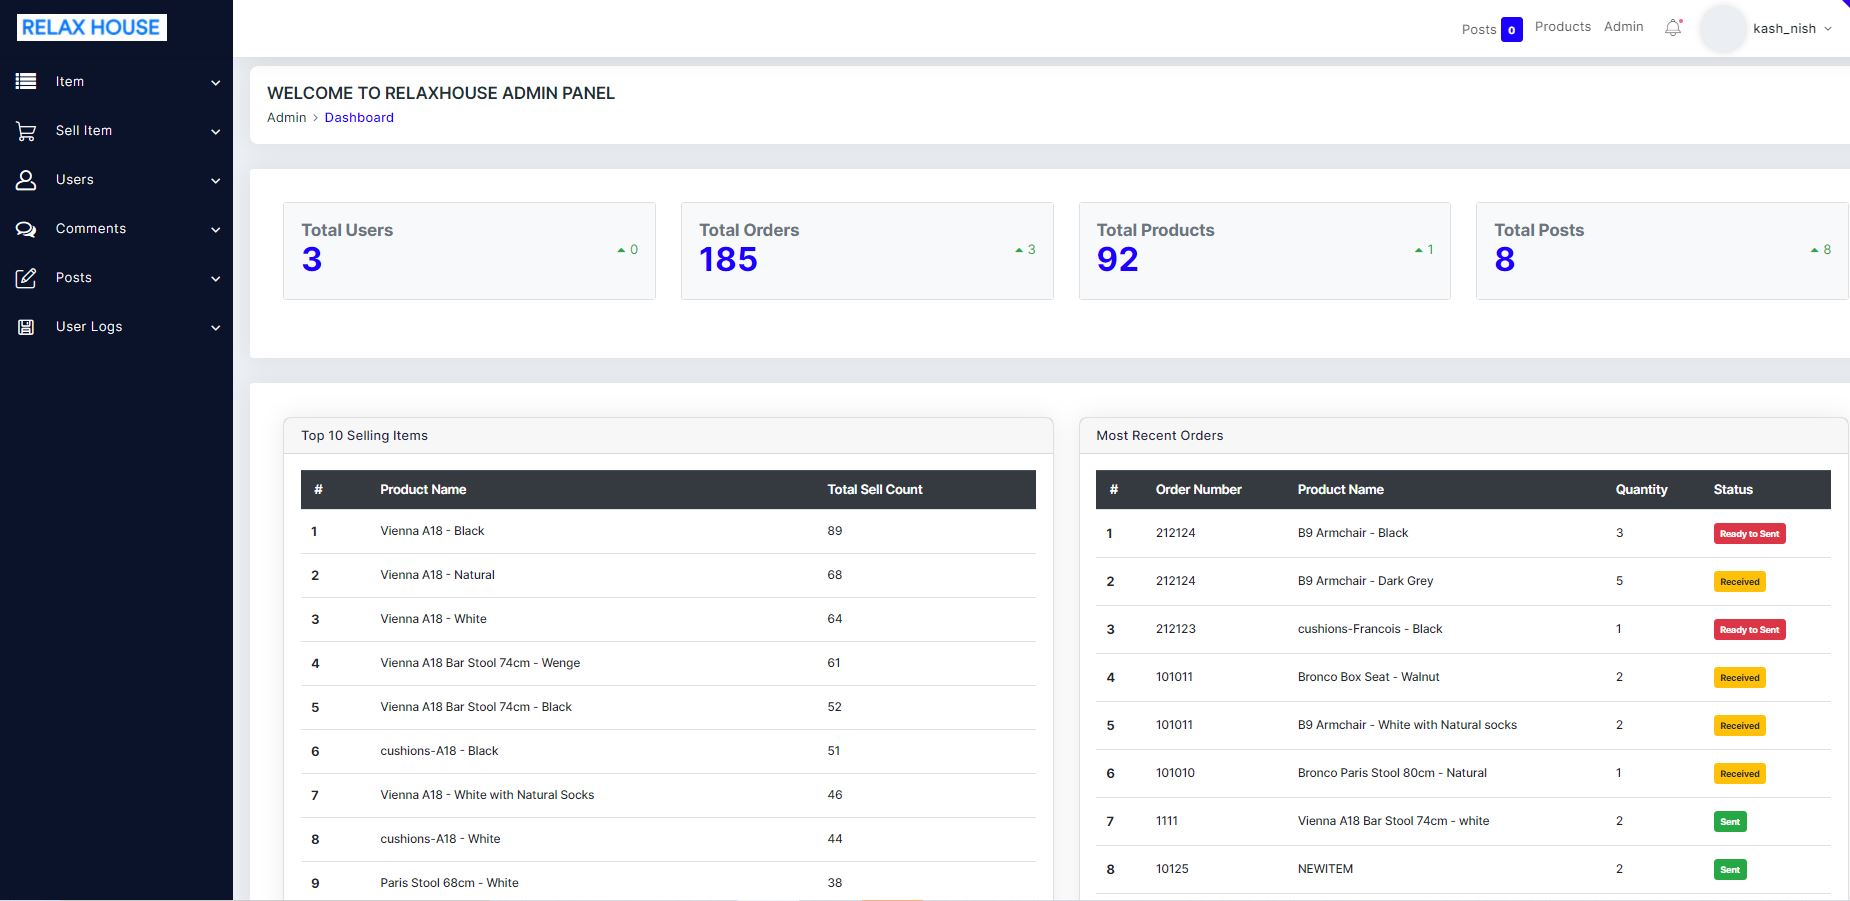 RELAX HOUSE
Posts 0 Products Admin kash_nish
Item
Sell Item
Users
Comments
Posts
User Logs
WELCOME TO RELAXHOUSE ADMIN PANEL
Admin > Dashboard
Total Users
3
0
Total Orders
185
3
Total Products
92
1
Total Posts
8
8
Top 10 Selling Items
# Product Name Total Sell Count
1 Vienna A18 - Black 89
2 Vienna A18 - Natural 68
3 Vienna A18 - White 64
4 Vienna A18 Bar Stool 74cm - Wenge 61
5 Vienna A18 Bar Stool 74cm - Black 52
6 cushions-A18 - Black 51
7 Vienna A18 - White with Natural Socks 46
8 cushions-A18 - White 44
9 Paris Stool 68cm - White 38
Most Recent Orders
# Order Number Product Name Quantity Status
1 212124 B9 Armchair - Black 3 Ready to Sent
2 212124 B9 Armchair - Dark Grey 5 Received
3 212123 cushions-Francois - Black 1 Ready to Sent
4 101011 Bronco Box Seat - Walnut 2 Received
5 101011 B9 Armchair - White with Natural socks 2 Received
6 101010 Bronco Paris Stool 80cm - Natural 1 Received
7 1111 Vienna A18 Bar Stool 74cm - white 2 Sent
8 10125 NEWITEM 2 Sent